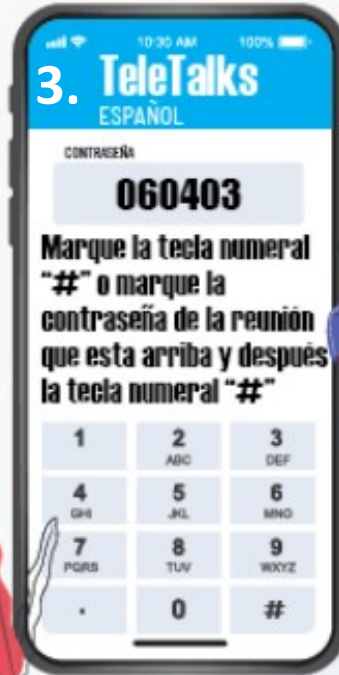 10:30 AM 100%
3. TeleTalks
ESPAÑOL
CONTRASEÑA
060403
Marque la tecla numeral
"#" o marque la
contraseña de la reunión
que esta arriba y después
la tecla numeral "#"
1 2 3
ABC DEF
4 5 6
GHI JKL MNO
7 8 9
PQRS TUV WXYZ
. 0 #